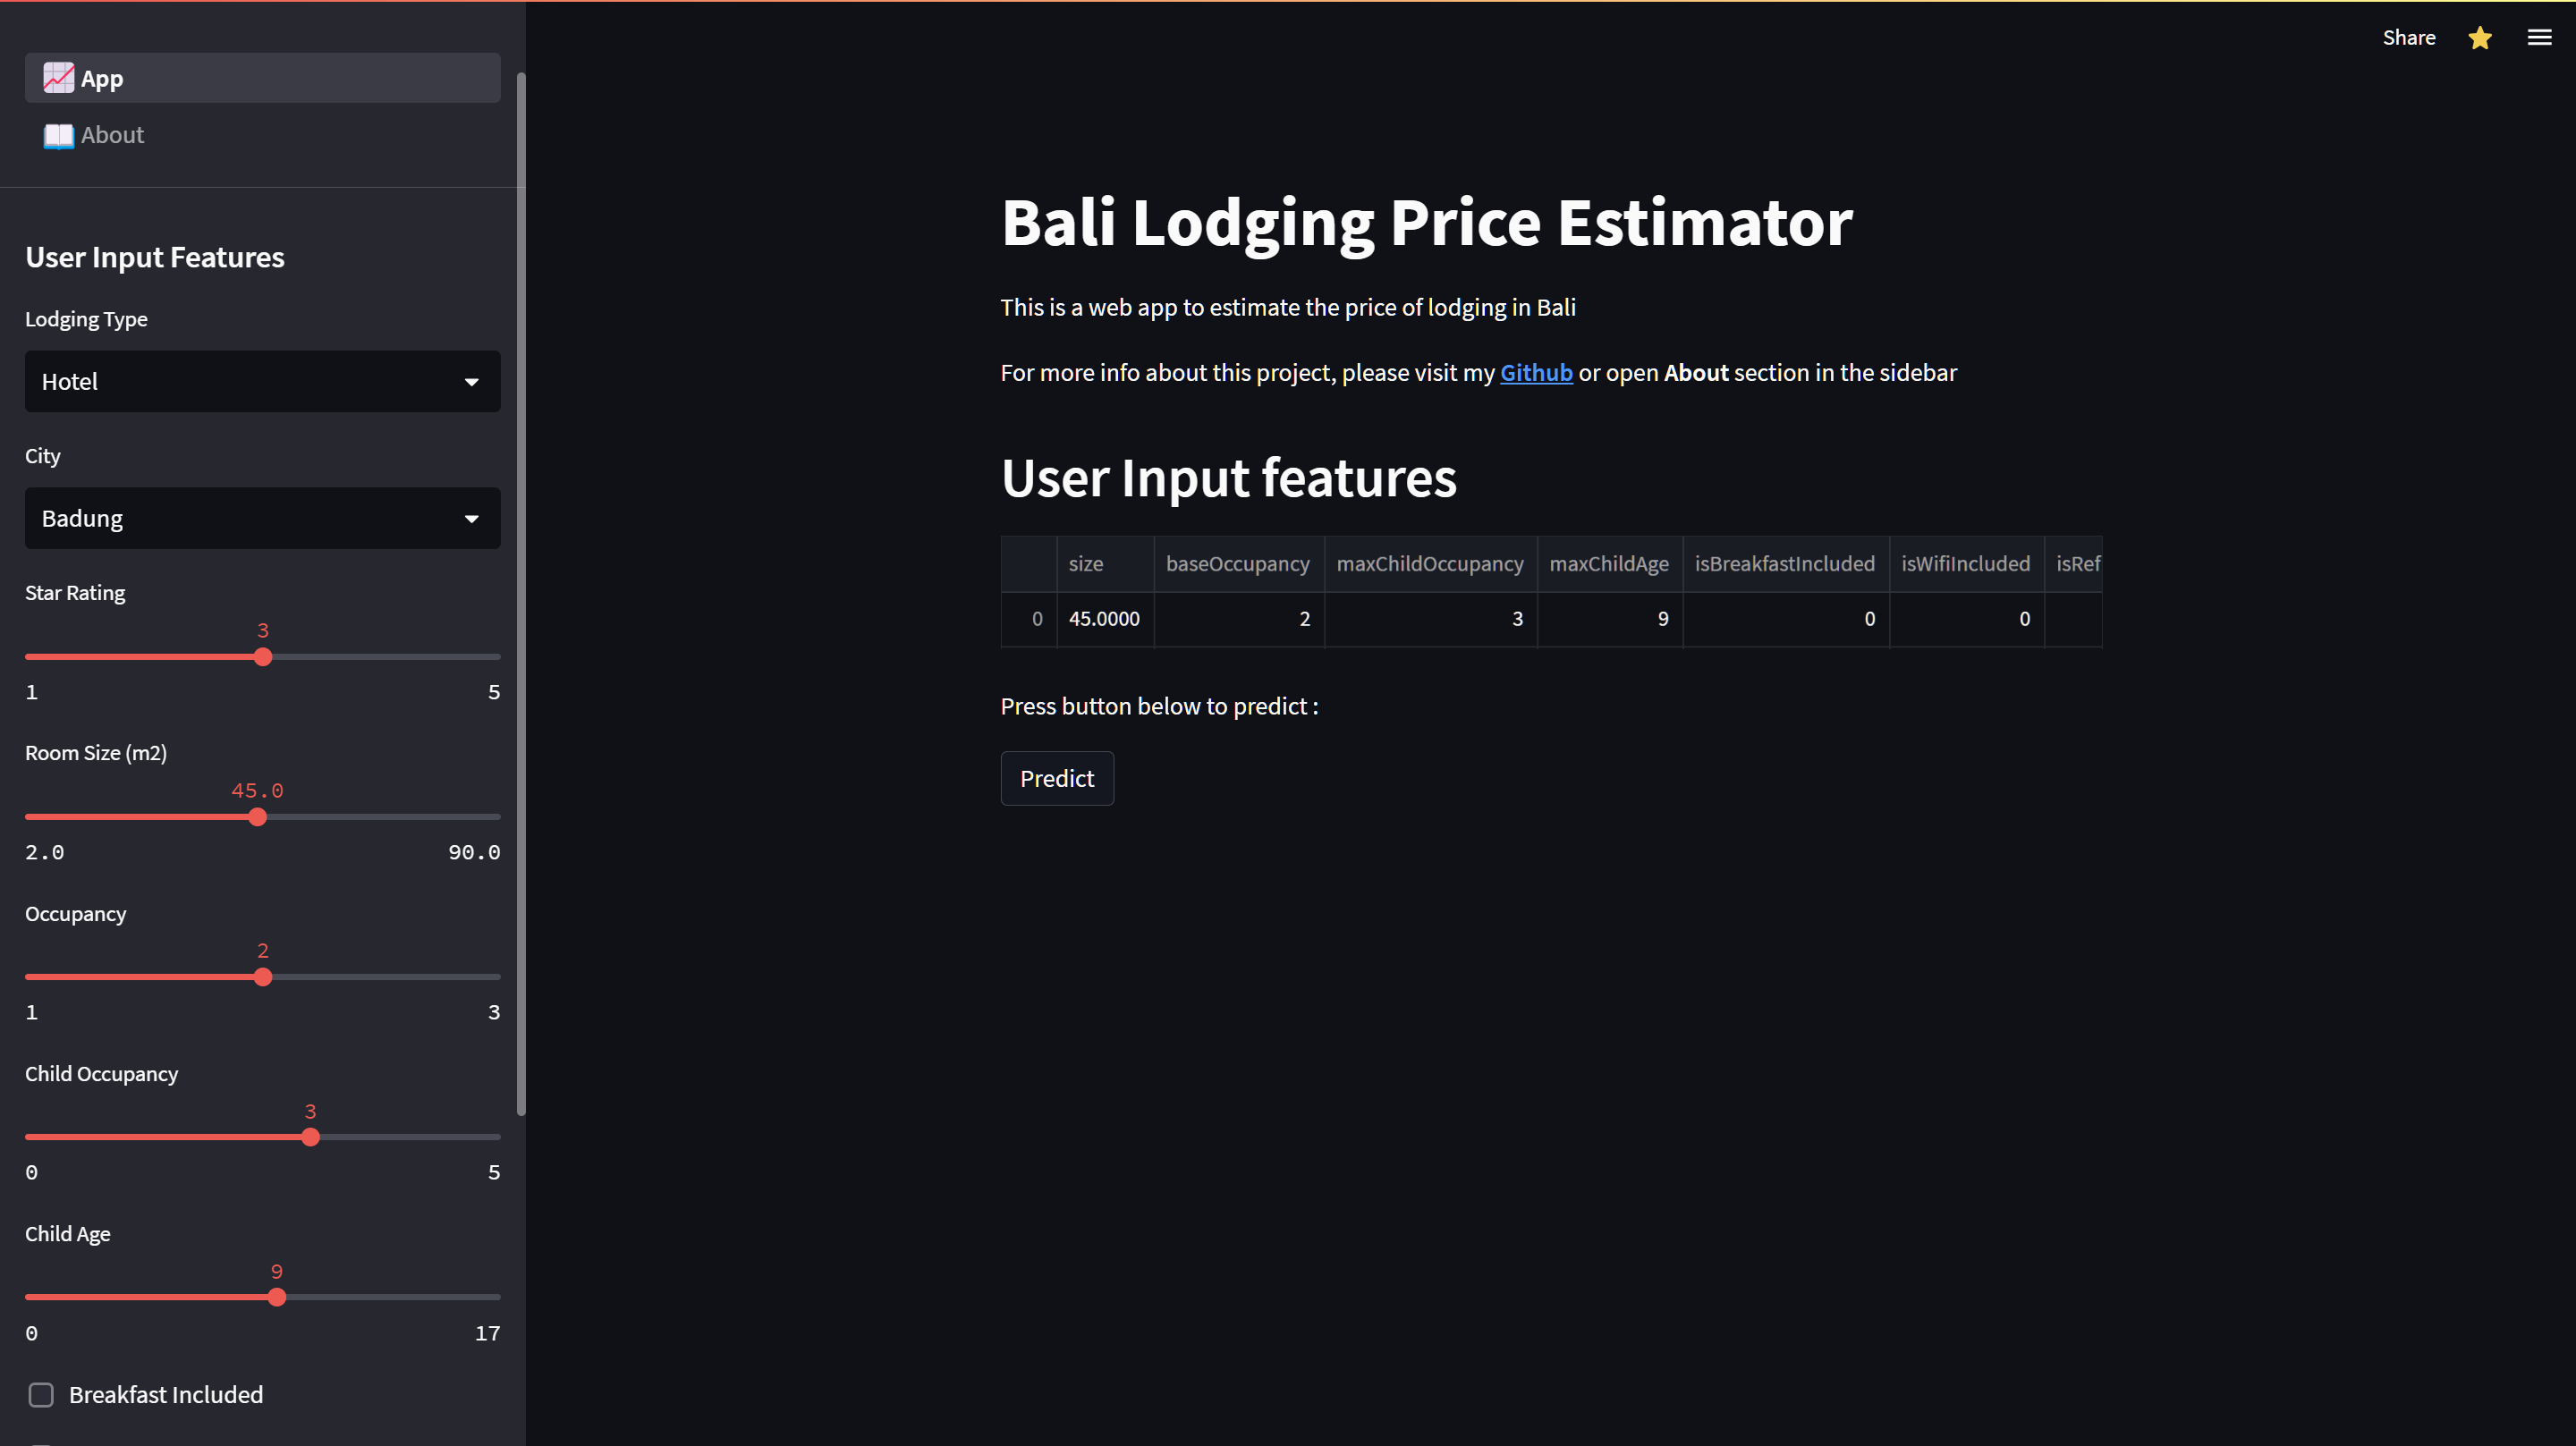 App
About
User Input Features
Lodging Type
Hotel
City
Badung
Star Rating
3
1 5
Room Size (m2)
45.0
2.0 90.0
Occupancy
2
1 3
Child Occupancy
3
0 5
Child Age
9
0 17
Breakfast Included
Share
Bali Lodging Price Estimator
This is a web app to estimate the price of lodging in Bali
For more info about this project, please visit my Github or open About section in the sidebar
User Input features
size baseOccupancy maxChildOccupancy maxChildAge isBreakfastIncluded isWifiIncluded isRef
0 45.0000 2 3 9 0 0
Press button below to predict :
Predict